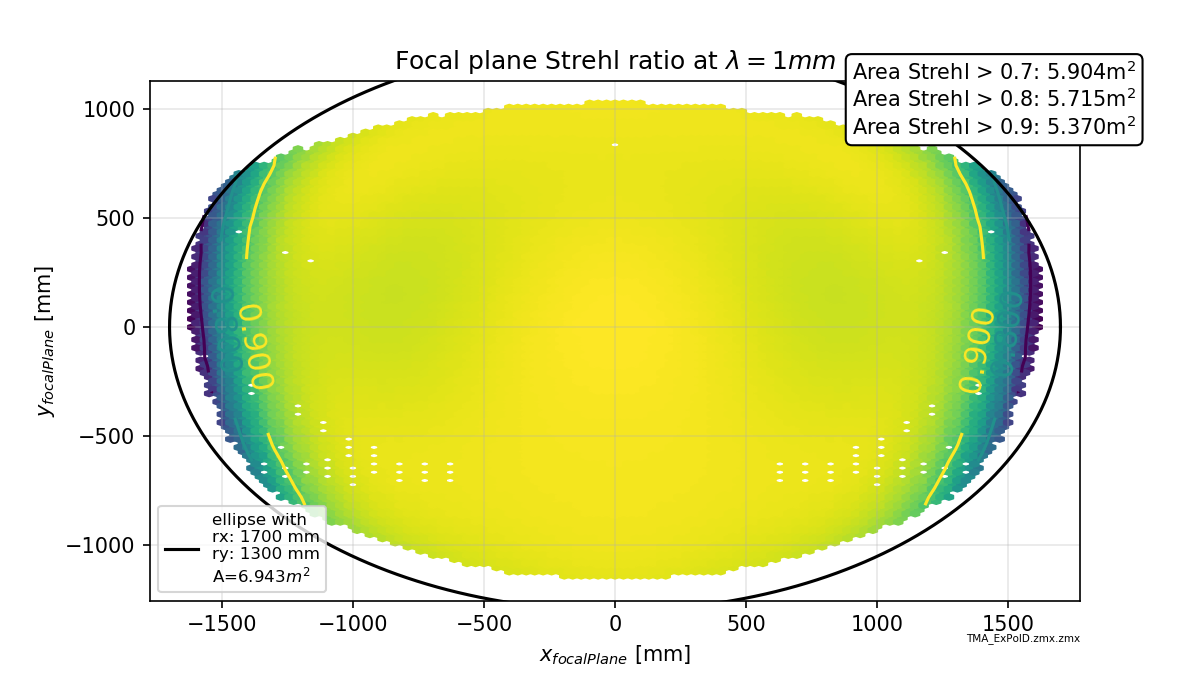 Focal plane Strehl ratio at λ = 1mm
Area Strehl > 0.7: 5.904m²
Area Strehl > 0.8: 5.715m²
Area Strehl > 0.9: 5.370m²
1000
500
0
−500
−1000
y_focalPlane [mm]
0.900
0.900
ellipse with
rx: 1700 mm
ry: 1300 mm
A=6.943m²
−1500
−1000
−500
0
500
1000
1500
TMA_ExPoID.zmx.zmx
x_focalPlane [mm]